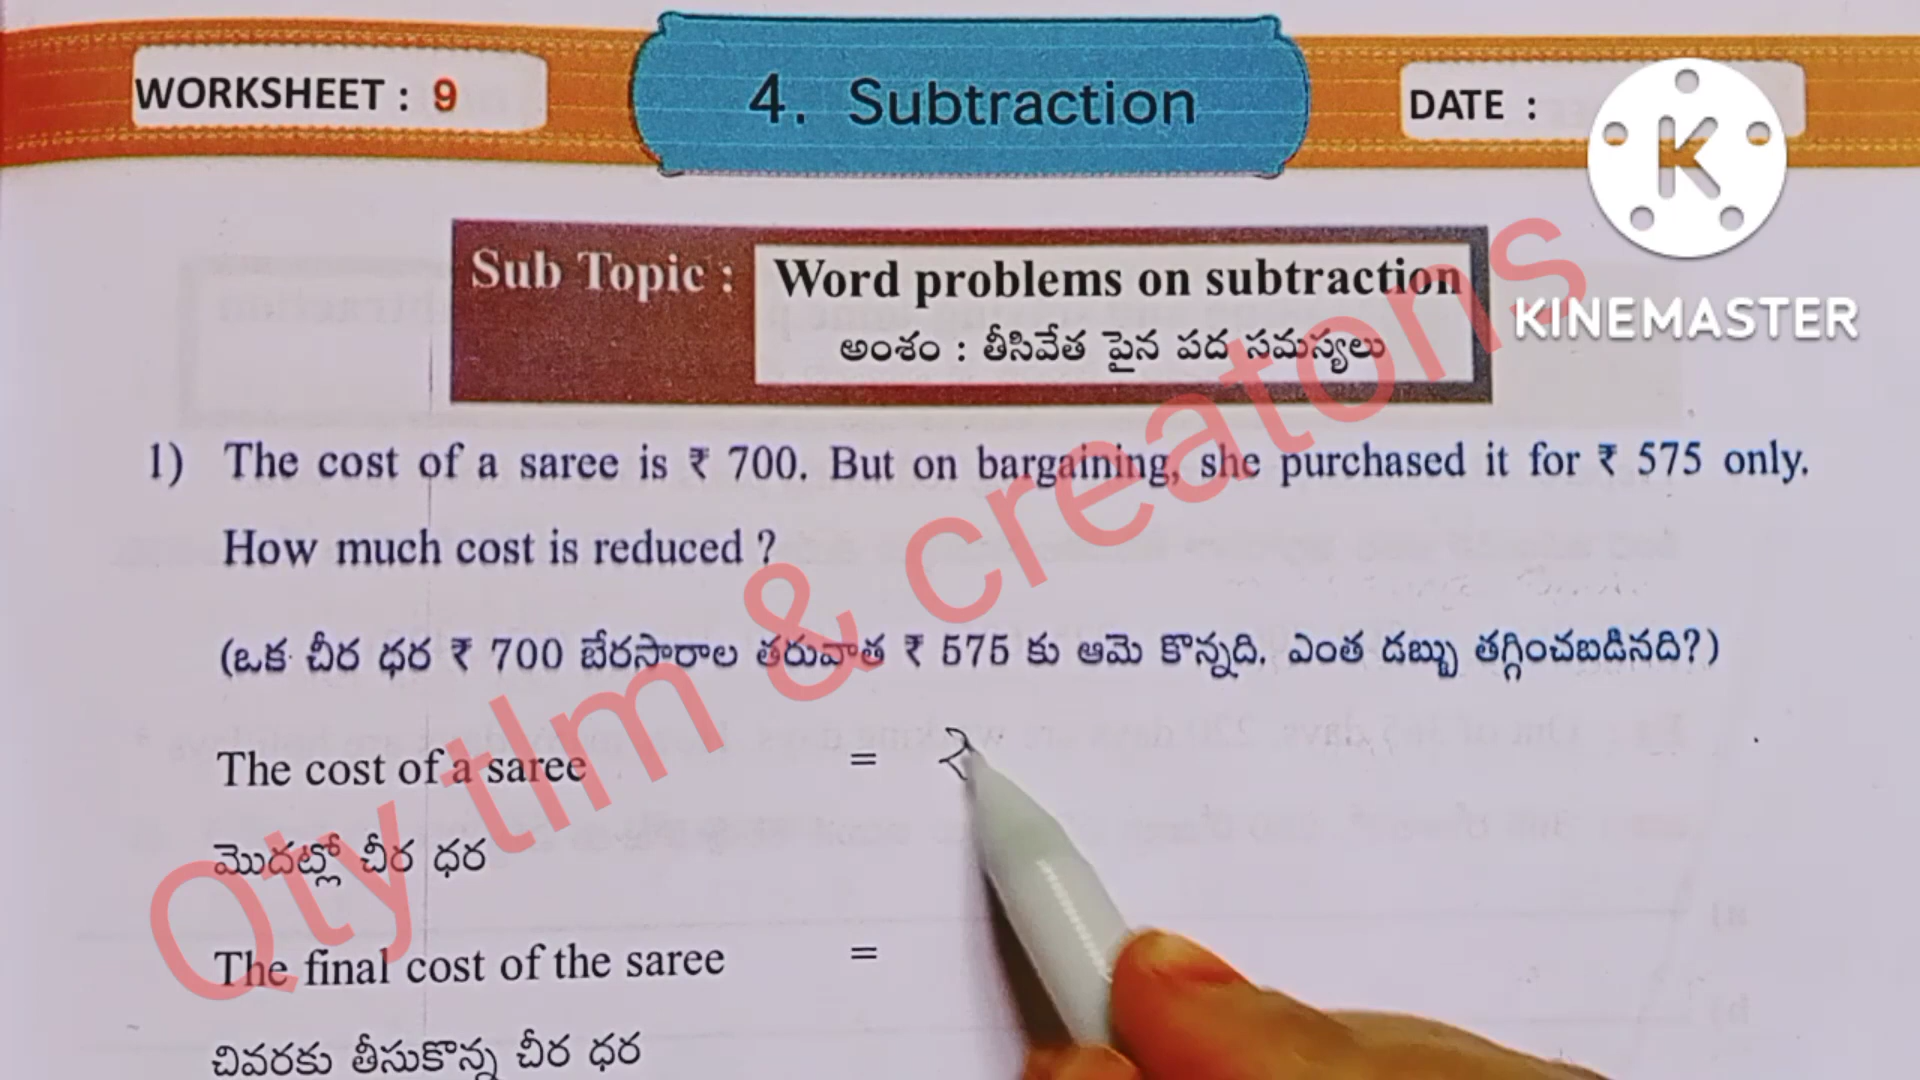 WORKSHEET : 9
4. Subtraction
DATE :
KINEMASTER
Sub Topic : Word problems on subtraction
అంశం : తీసివేత పైన పద సమస్యలు
1) The cost of a saree is ₹ 700. But on bargaining, she purchased it for ₹ 575 only.
How much cost is reduced ?
(ఒక చీర ధర ₹ 700 బేరసారాల తరువాత ₹ 575 కు ఆమె కొన్నది. ఎంత డబ్బు తగ్గించబడినది?)
The cost of a saree =
మొదట్లో చీర ధర
The final cost of the saree =
చివరకు తీసుకొన్న చీర ధర
Qty tlm & creatons